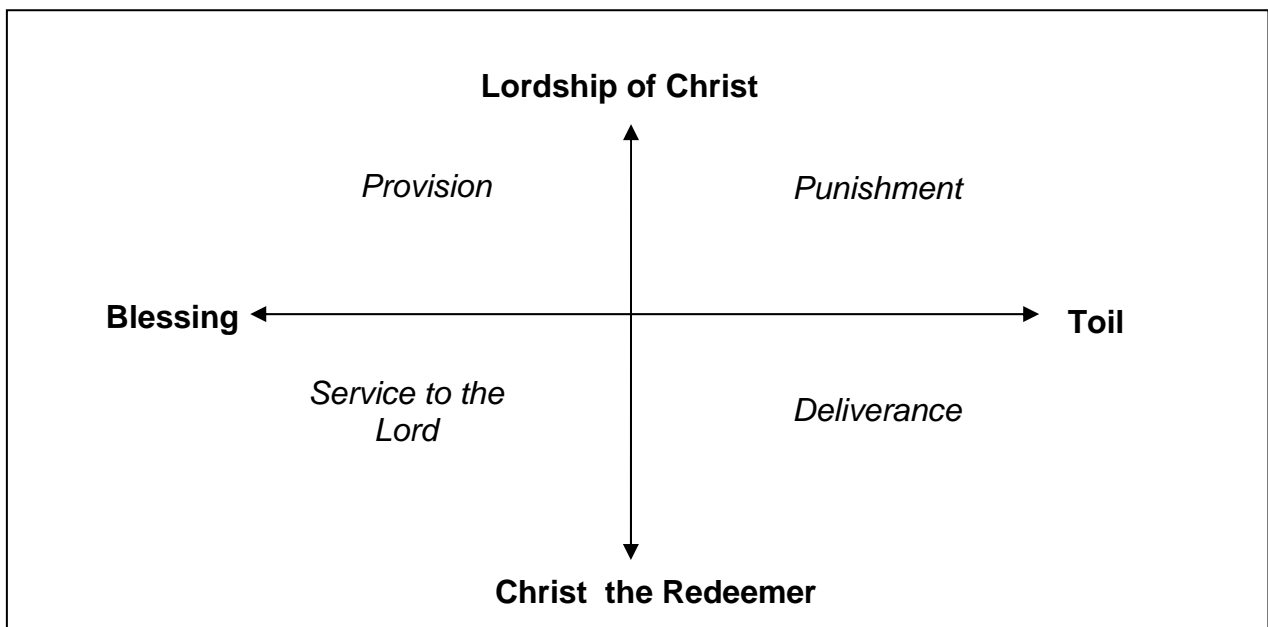 Lordship of Christ
Provision
Punishment
Blessing
Toil
Service to the
Lord
Deliverance
Christ the Redeemer